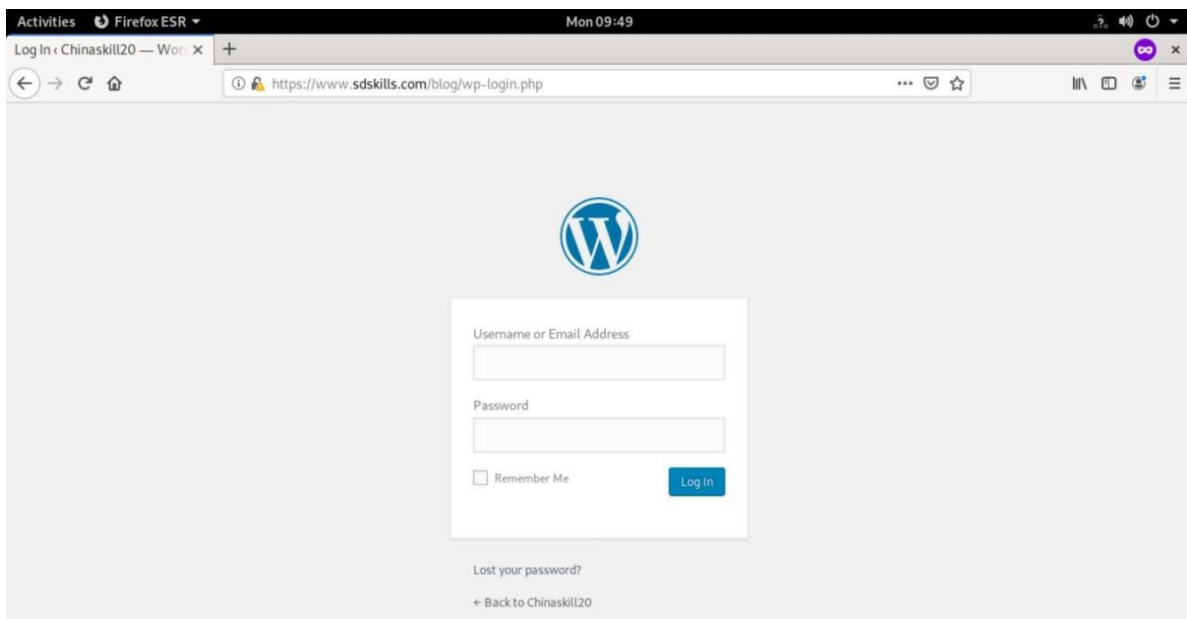 Activities Firefox ESR Mon 09:49
Log In ‹ Chinaskill20 — Wor
https://www.sdskills.com/blog/wp-login.php
Username or Email Address
Password
Remember Me Log In
Lost your password?
← Back to Chinaskill20